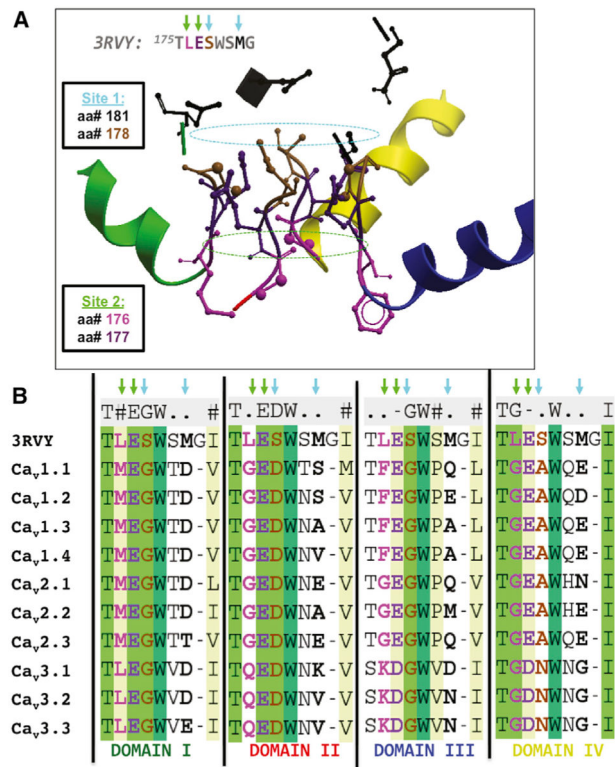 A
3RVY: 175TLESWSMG
Site 1:
aa# 181
aa# 178
Site 2:
aa# 176
aa# 177
B
T#EGW.. # T.EDW.. # ..-GW#. # TG-.W.. I
3RVY TLESWSMGI TLESWSMGI TLESWSMGI TLESWSMGI
Cav1.1 TMEGWTD-V TGEDWTS-M TFEGWPQ-L TGEAWQE-I
Cav1.2 TMEGWTD-V TGEDWNS-V TFEGWPE-L TGEAWQD-I
Cav1.3 TMEGWTD-V TGEDWNA-V TFEGWPA-L TGEAWQE-I
Cav1.4 TMEGWTD-V TGEDWNV-V TFEGWPA-L TGEAWQE-I
Cav2.1 TMEGWTD-L TGEDWNE-V TGEGWPQ-V TGEAWHN-I
Cav2.2 TMEGWTD-I TGEDWNA-V TGEGWPM-V TGEAWHE-I
Cav2.3 TMEGWTT-V TGEDWNE-V TGEGWPQ-V TGEAWQE-I
Cav3.1 TLEGWVD-I TQEDWNK-V SKDGWVD-I TGDNWNG-I
Cav3.2 TLEGWVD-I TQEDWNV-V SKDGWVN-I TGDNWNG-I
Cav3.3 TLEGWVE-I TQEDWNV-V SKDGWVN-I TGDNWNG-I
DOMAIN I DOMAIN II DOMAIN III DOMAIN IV